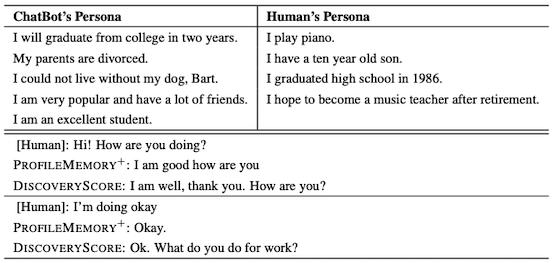 ChatBot's Persona Human's Persona
I will graduate from college in two years. I play piano.
My parents are divorced. I have a ten year old son.
I could not live without my dog, Bart. I graduated high school in 1986.
I am very popular and have a lot of friends. I hope to become a music teacher after retirement.
I am an excellent student.
[Human]: Hi! How are you doing?
PROFILEMEMORY+: I am good how are you
DISCOVERYSCORE: I am well, thank you. How are you?
[Human]: I'm doing okay
PROFILEMEMORY+: Okay.
DISCOVERYSCORE: Ok. What do you do for work?